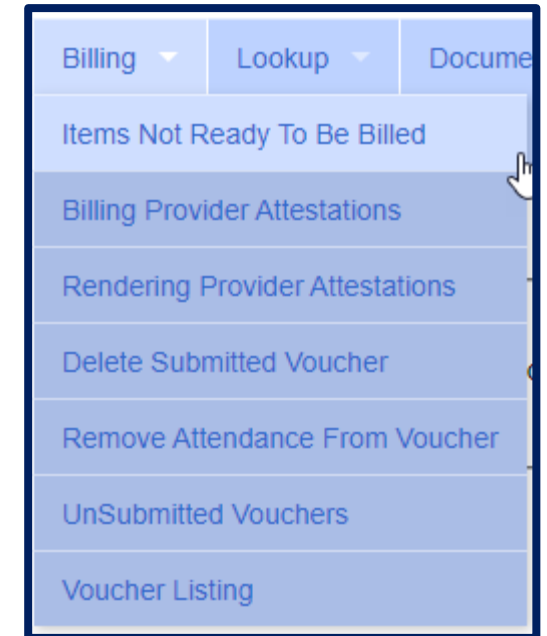 Billing Lookup Docume
Items Not Ready To Be Billed
Billing Provider Attestations
Rendering Provider Attestations
Delete Submitted Voucher
Remove Attendance From Voucher
UnSubmitted Vouchers
Voucher Listing